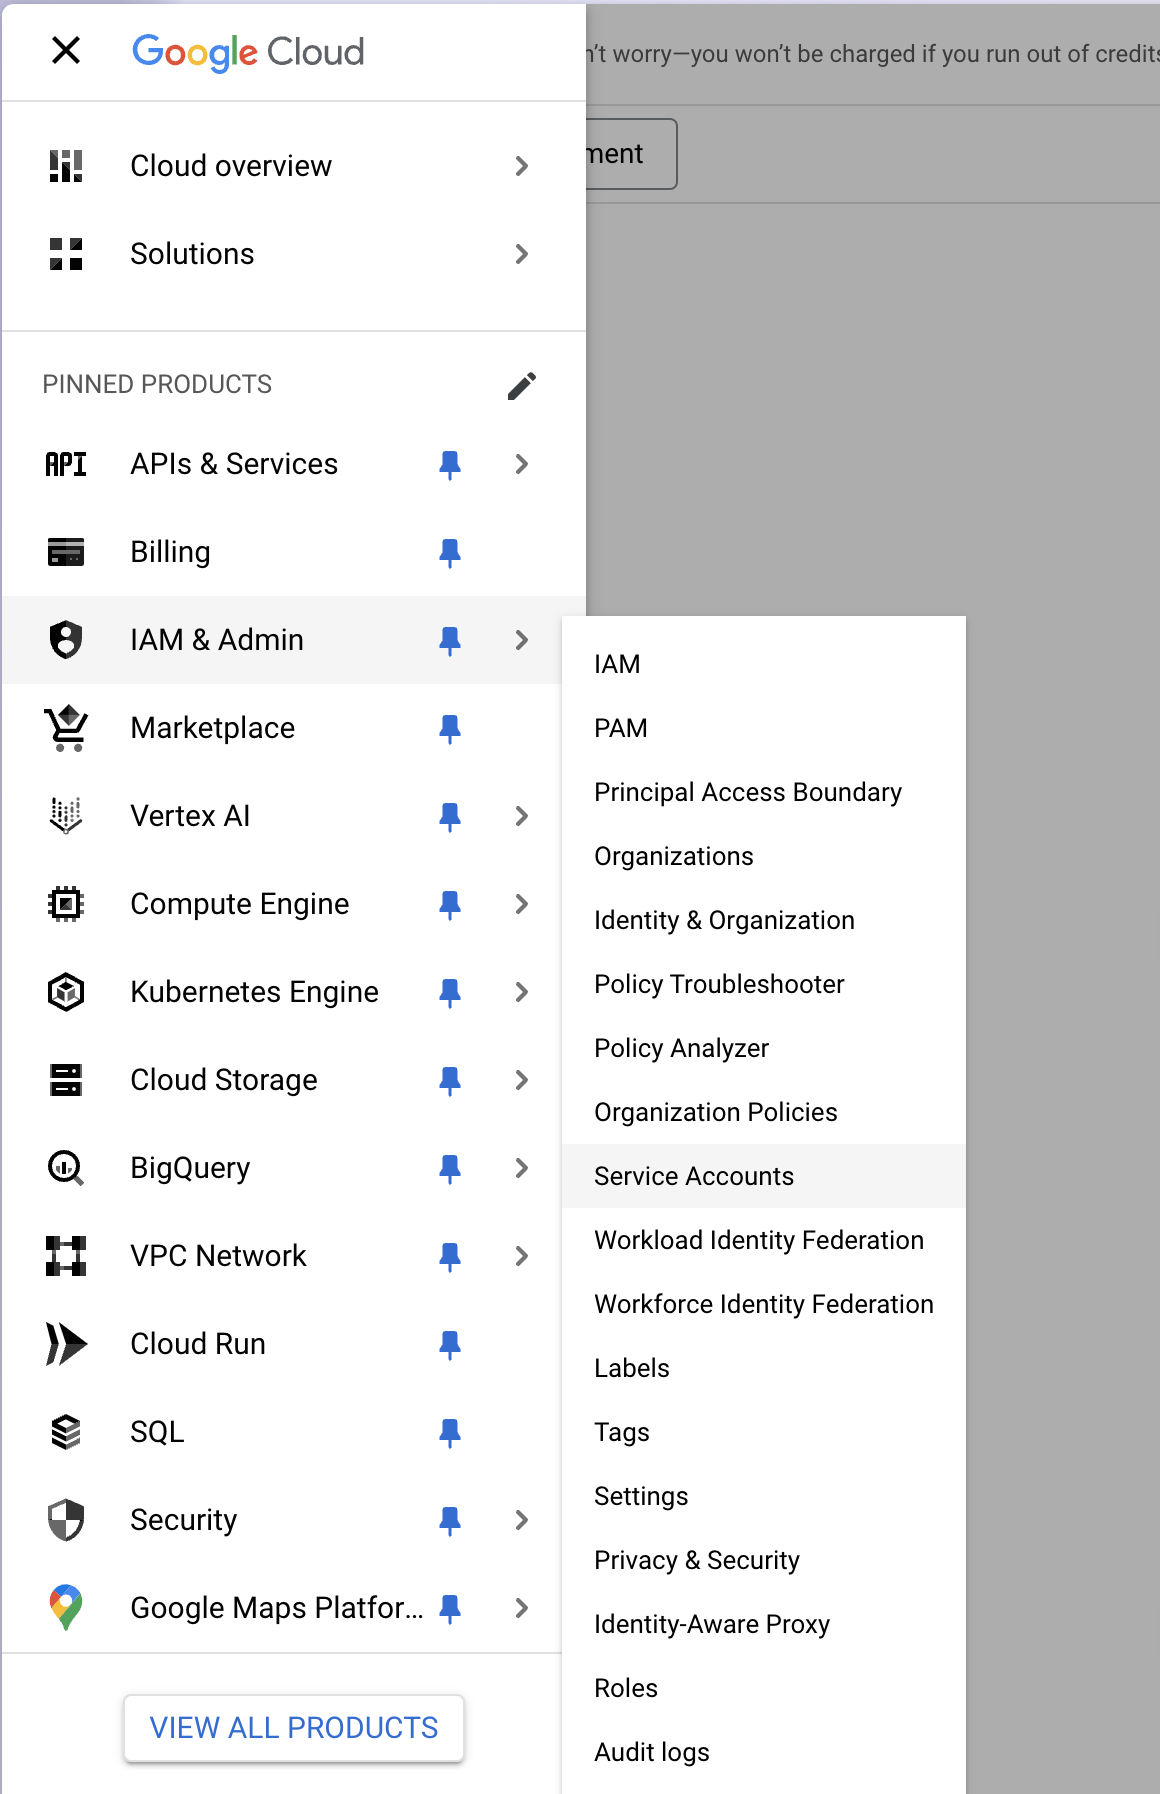 Google Cloud
n't worry—you won't be charged if you run out of credits
ment
Cloud overview
Solutions
PINNED PRODUCTS
API
APIs & Services
Billing
IAM & Admin
Marketplace
Vertex AI
Compute Engine
Kubernetes Engine
Cloud Storage
BigQuery
VPC Network
Cloud Run
SQL
Security
Google Maps Platfor...
VIEW ALL PRODUCTS
IAM
PAM
Principal Access Boundary
Organizations
Identity & Organization
Policy Troubleshooter
Policy Analyzer
Organization Policies
Service Accounts
Workload Identity Federation
Workforce Identity Federation
Labels
Tags
Settings
Privacy & Security
Identity-Aware Proxy
Roles
Audit logs